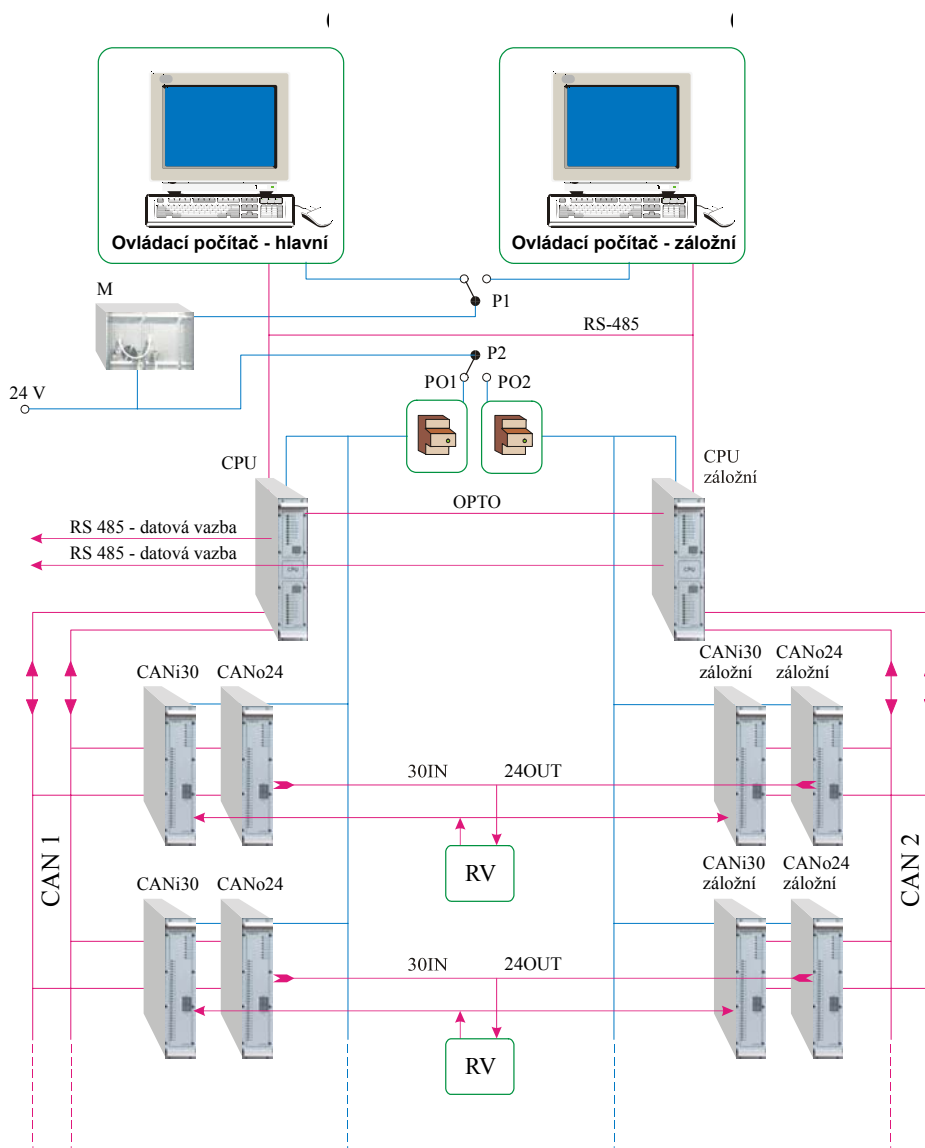 Ovládací počítač - hlavní
Ovládací počítač - záložní
M
P1
RS-485
P2
24 V
PO1
PO2
CPU
CPU
záložní
OPTO
RS 485 - datová vazba
RS 485 - datová vazba
CPU
CPU
CANi30
CANo24
CANi30
záložní
CANo24
záložní
30IN
24OUT
RV
CAN 1
CAN 2
CANi30
CANo24
CANi30
záložní
CANo24
záložní
30IN
24OUT
RV